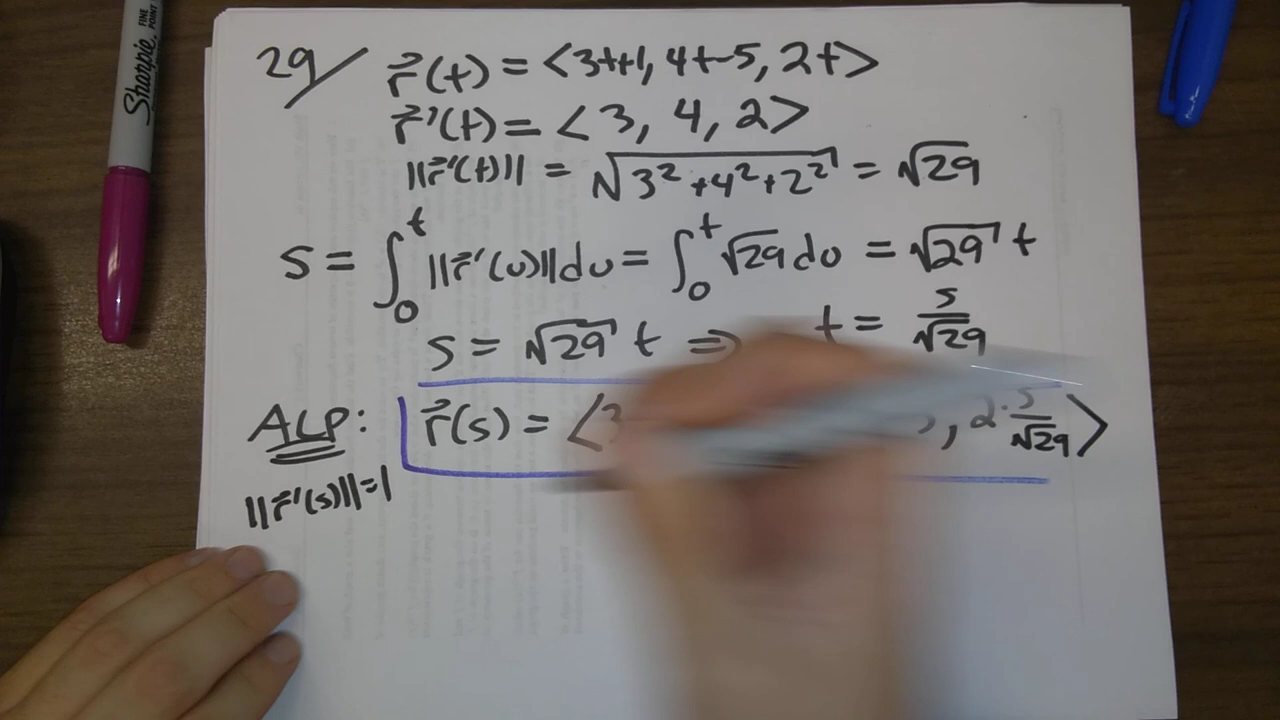 Sharpie. FINE POINT
29/ r⃗(t) = <3t+1, 4t-5, 2t>
r⃗'(t) = <3, 4, 2>
||r⃗'(t)|| = √(3²+4²+2²) = √29
s = ∫₀ᵗ ||r⃗'(u)||du = ∫₀ᵗ √29 du = √29 t
s = √29 t ⇒ t = s/√29
ALP: r⃗(s) = <3 , 2·s/√29>
||r⃗'(s)||=1